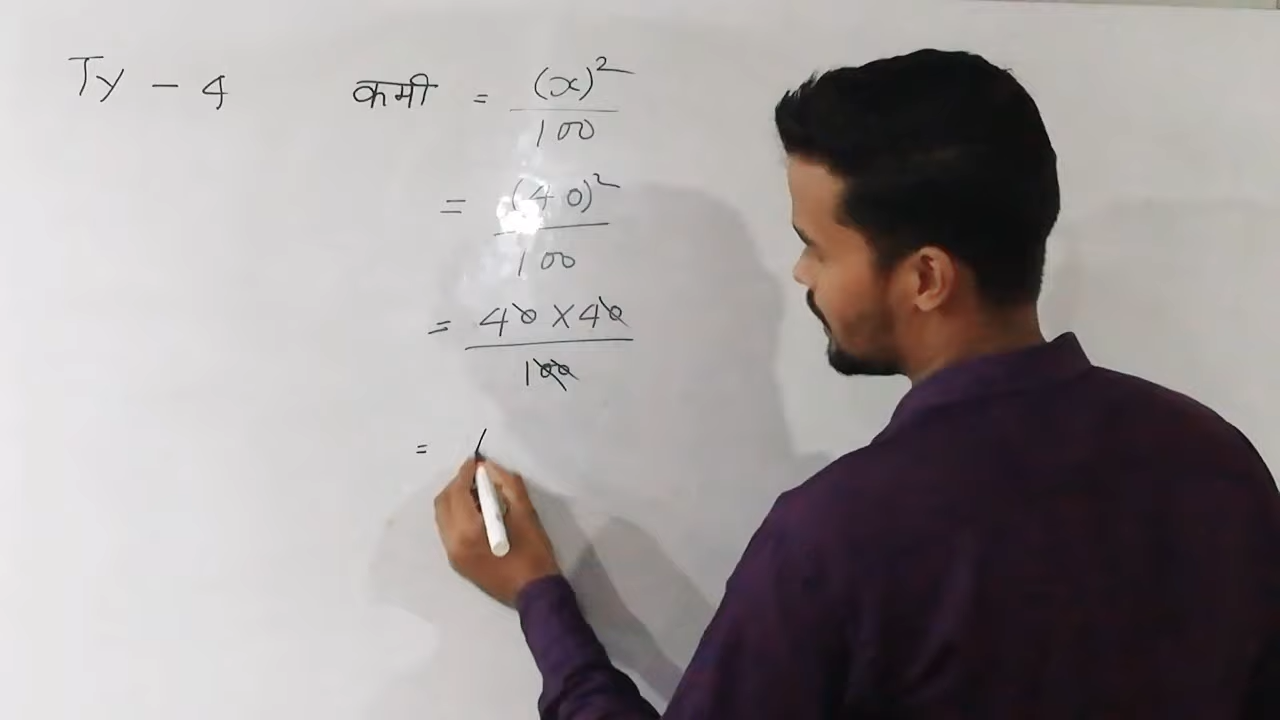 Ty - 4 कमी = (x)²/100
= (40)²/100
= 40 × 40/100
=